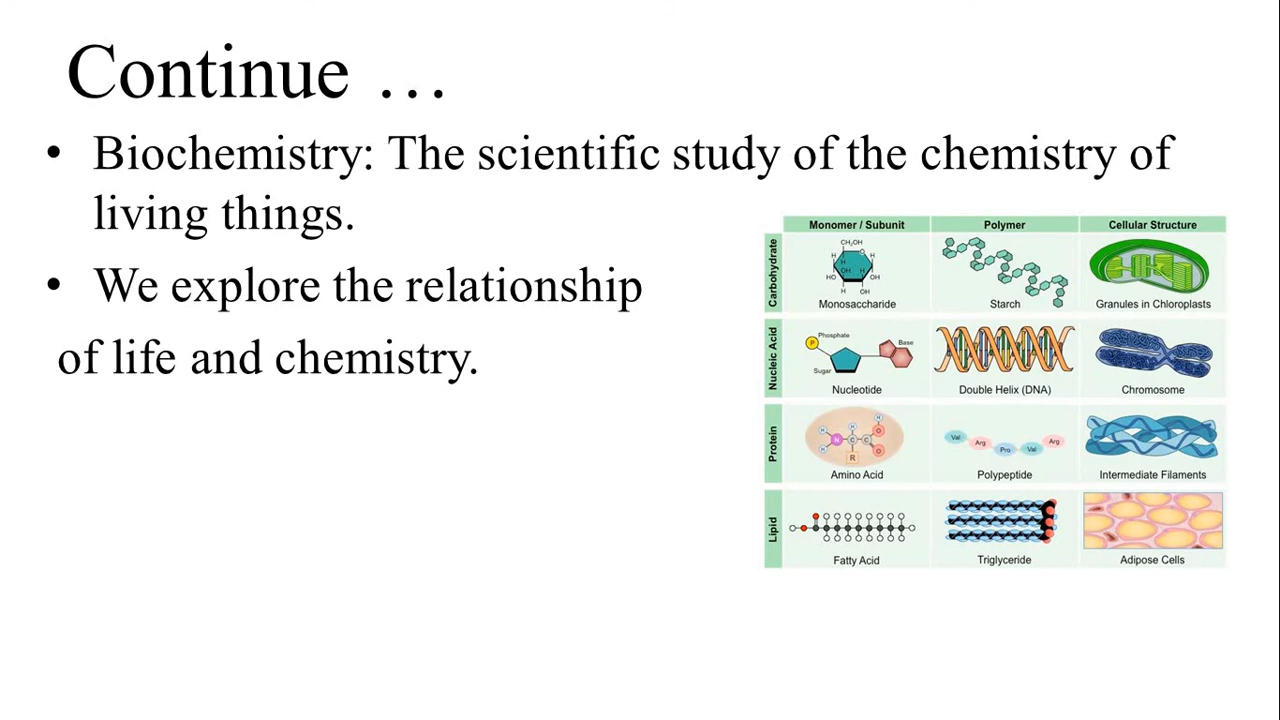 Continue …
• Biochemistry: The scientific study of the chemistry of
living things.
• We explore the relationship
of life and chemistry.
Monomer / Subunit Polymer Cellular Structure
Carbohydrate
CH₂OH
H O H
H
OH H
HO OH
H OH
Monosaccharide Starch Granules in Chloroplasts
Nucleic Acid
Phosphate
P
Base
Sugar
Nucleotide Double Helix (DNA) Chromosome
Protein
H H H O
N C C
H R O
Val Arg Pro Val Arg
Amino Acid Polypeptide Intermediate Filaments
Lipid
Fatty Acid Triglyceride Adipose Cells